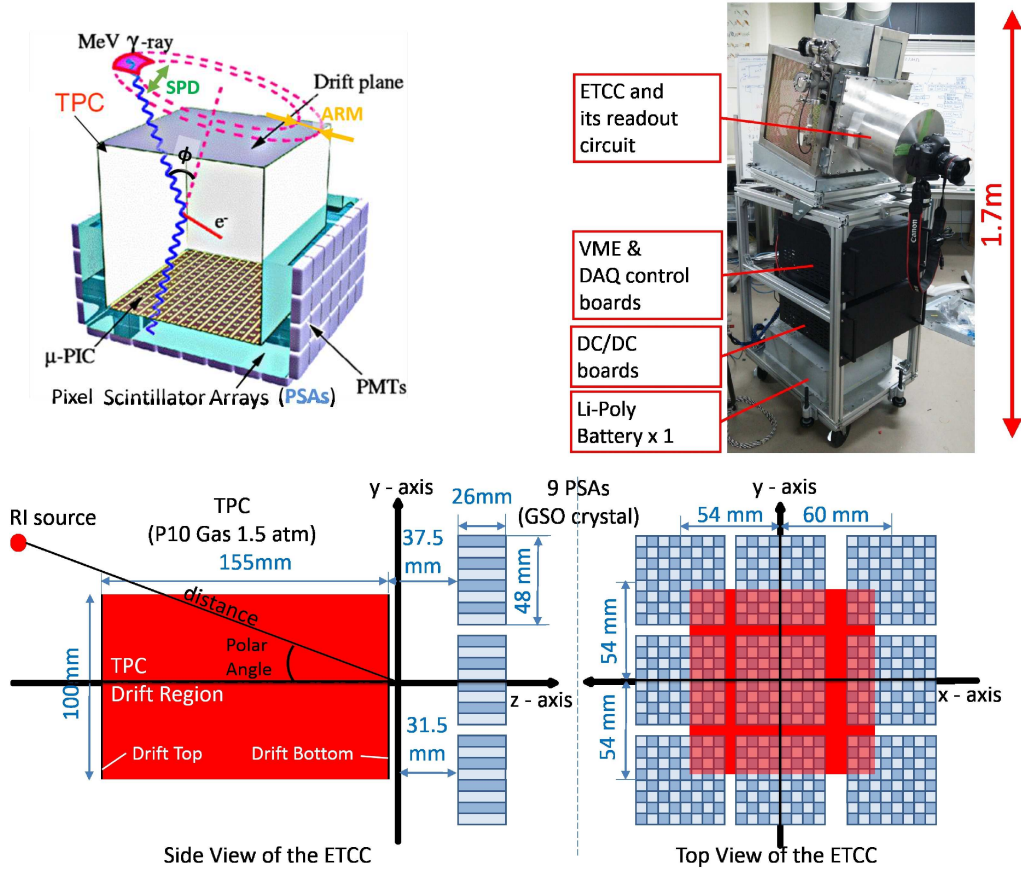 MeV γ-ray
SPD
TPC
Drift plane
ARM
ϕ
e⁻
μ-PIC
PMTs
Pixel Scintillator Arrays (PSAs)
ETCC and
its readout
circuit
VME &
DAQ control
boards
DC/DC
boards
Li-Poly
Battery x 1
Canon
1.7m
RI source
TPC
(P10 Gas 1.5 atm)
155mm
y - axis
37.5
mm
26mm
48 mm
distance
Polar
Angle
100mm
TPC
Drift Region
Drift Top
Drift Bottom
31.5
mm
z - axis
Side View of the ETCC
9 PSAs
(GSO crystal)
y - axis
54 mm
60 mm
54 mm
54 mm
x - axis
Top View of the ETCC